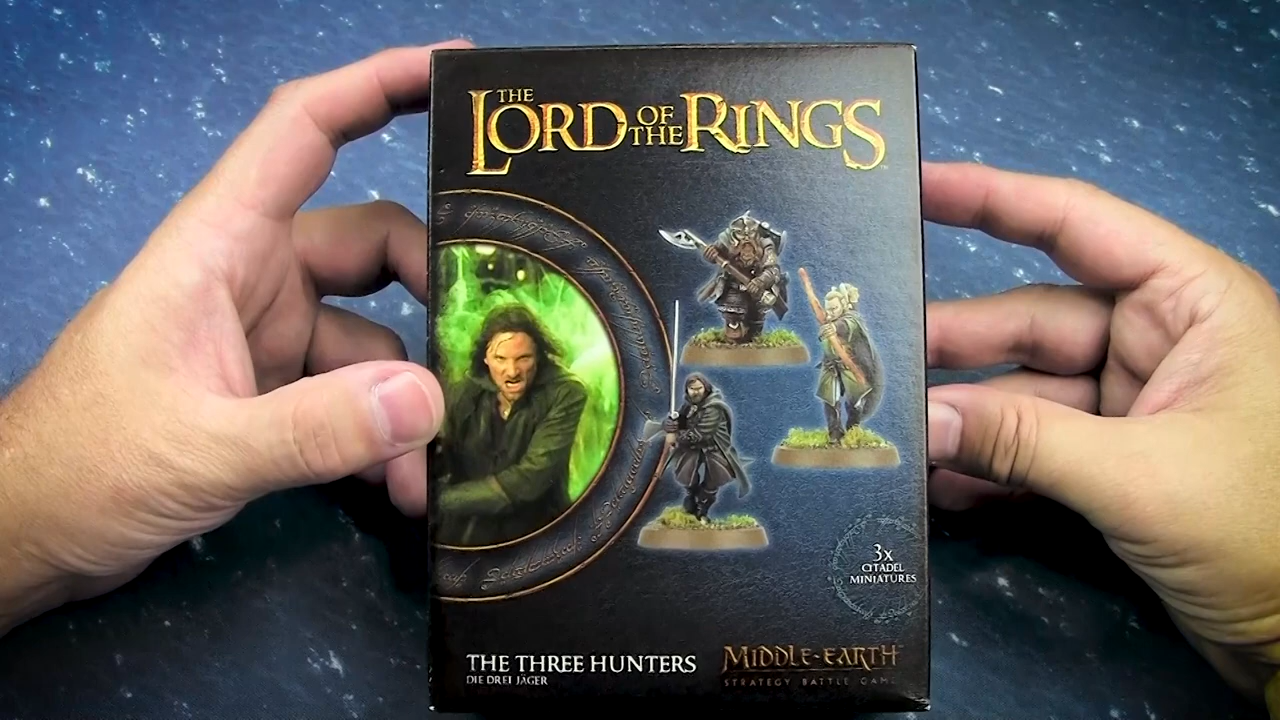 THE LORD OF THE RINGS
3x
CITADEL
MINIATURES
THE THREE HUNTERS
DIE DREI JÄGER
MIDDLE-EARTH
STRATEGY BATTLE GAME